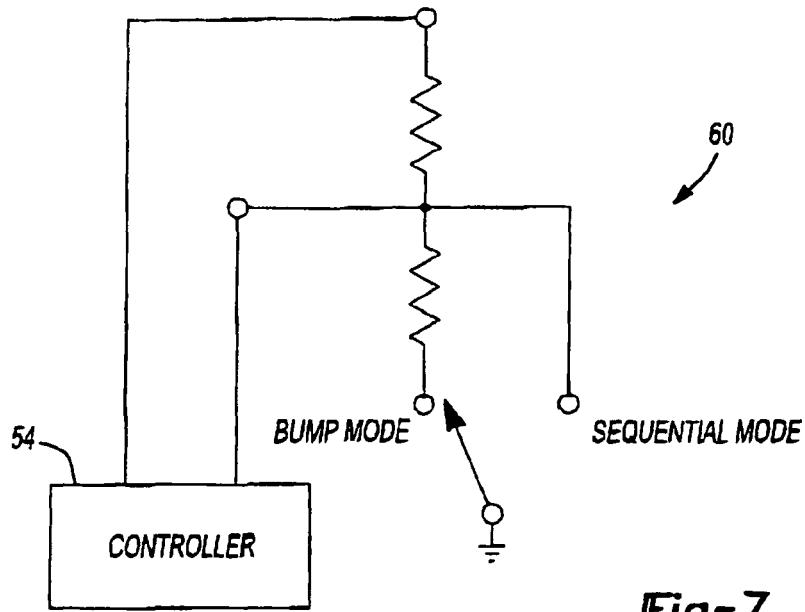 60
BUMP MODE
SEQUENTIAL MODE
54
CONTROLLER
Fig-7